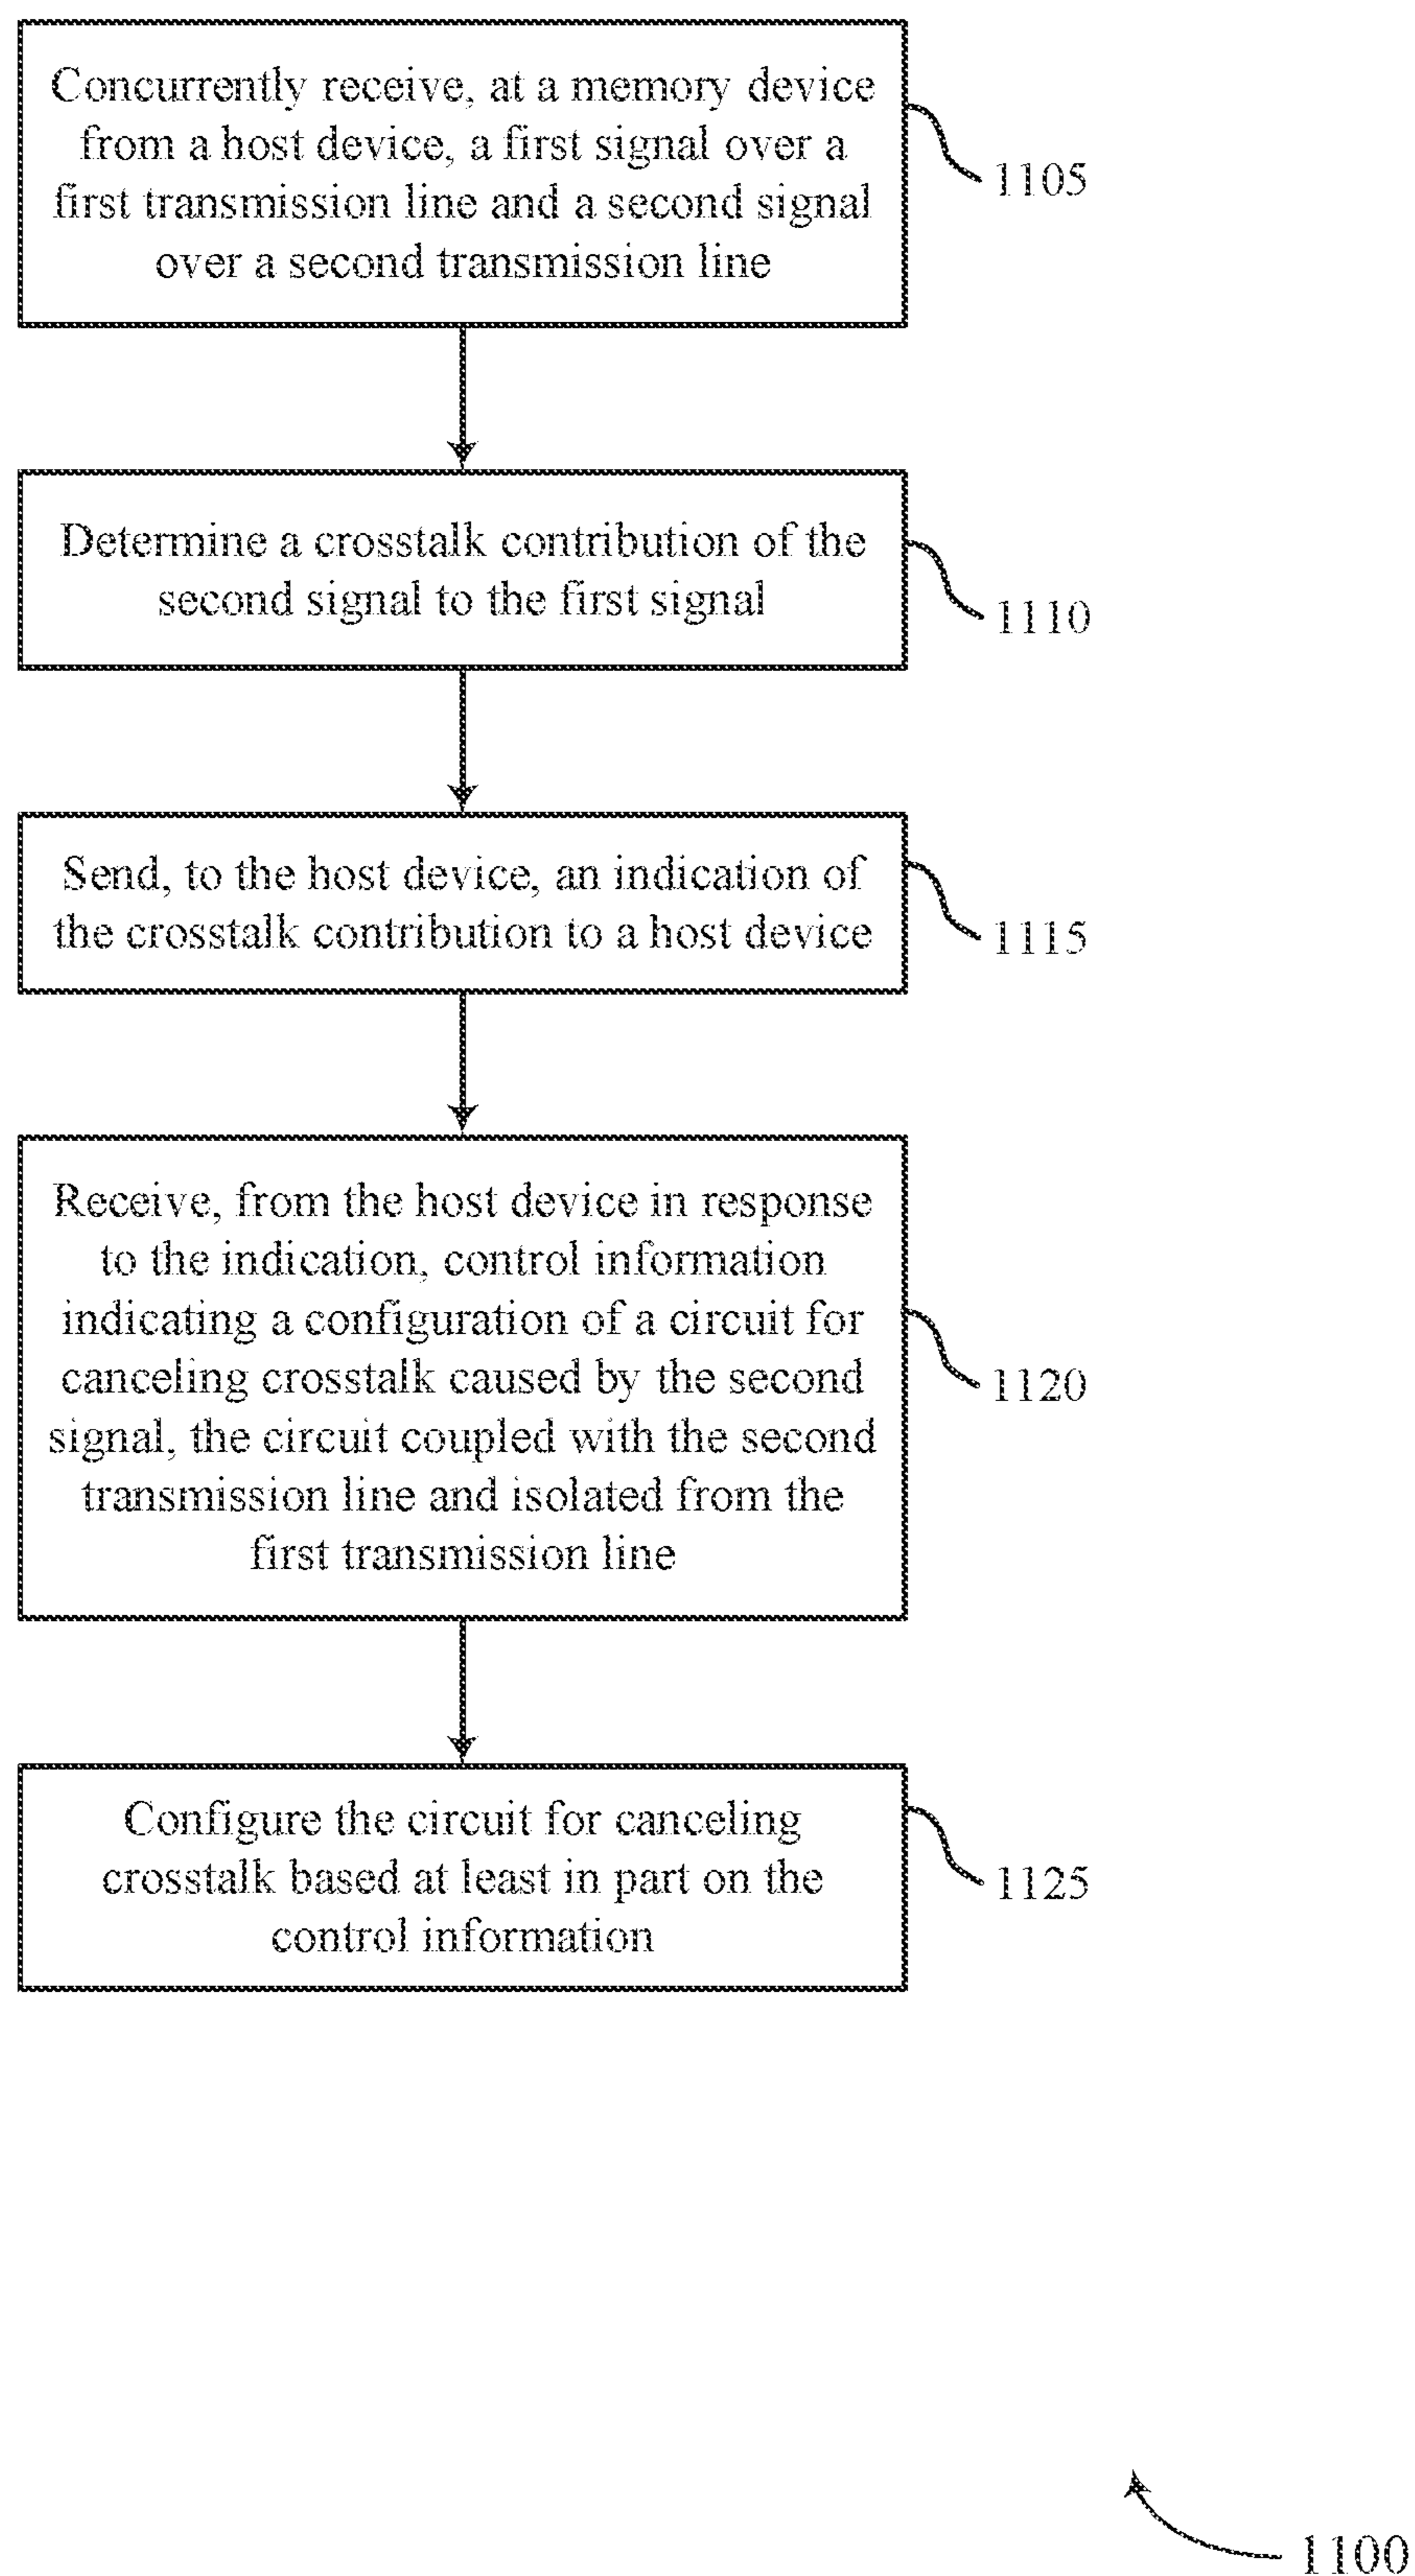 Concurrently receive, at a memory device
from a host device, a first signal over a
first transmission line and a second signal
over a second transmission line
1105
Determine a crosstalk contribution of the
second signal to the first signal
1110
Send, to the host device, an indication of
the crosstalk contribution to a host device
1115
Receive, from the host device in response
to the indication, control information
indicating a configuration of a circuit for
canceling crosstalk caused by the second
signal, the circuit coupled with the second
transmission line and isolated from the
first transmission line
1120
Configure the circuit for canceling
crosstalk based at least in part on the
control information
1125
1100